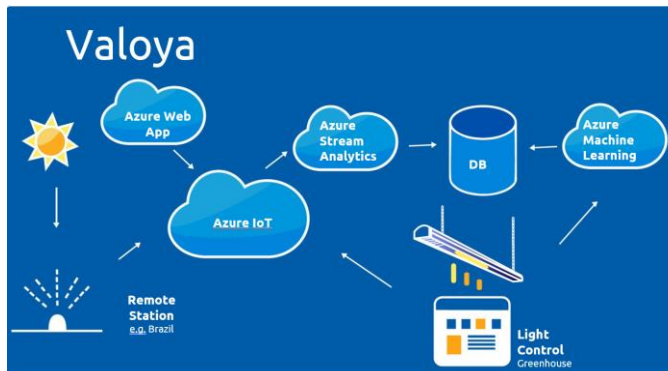 Valoya
Azure Web
App
Azure
Stream
Analytics
DB
Azure
Machine
Learning
Azure IoT
Remote
Station
e.g. Brazil
Light
Control
Greenhouse